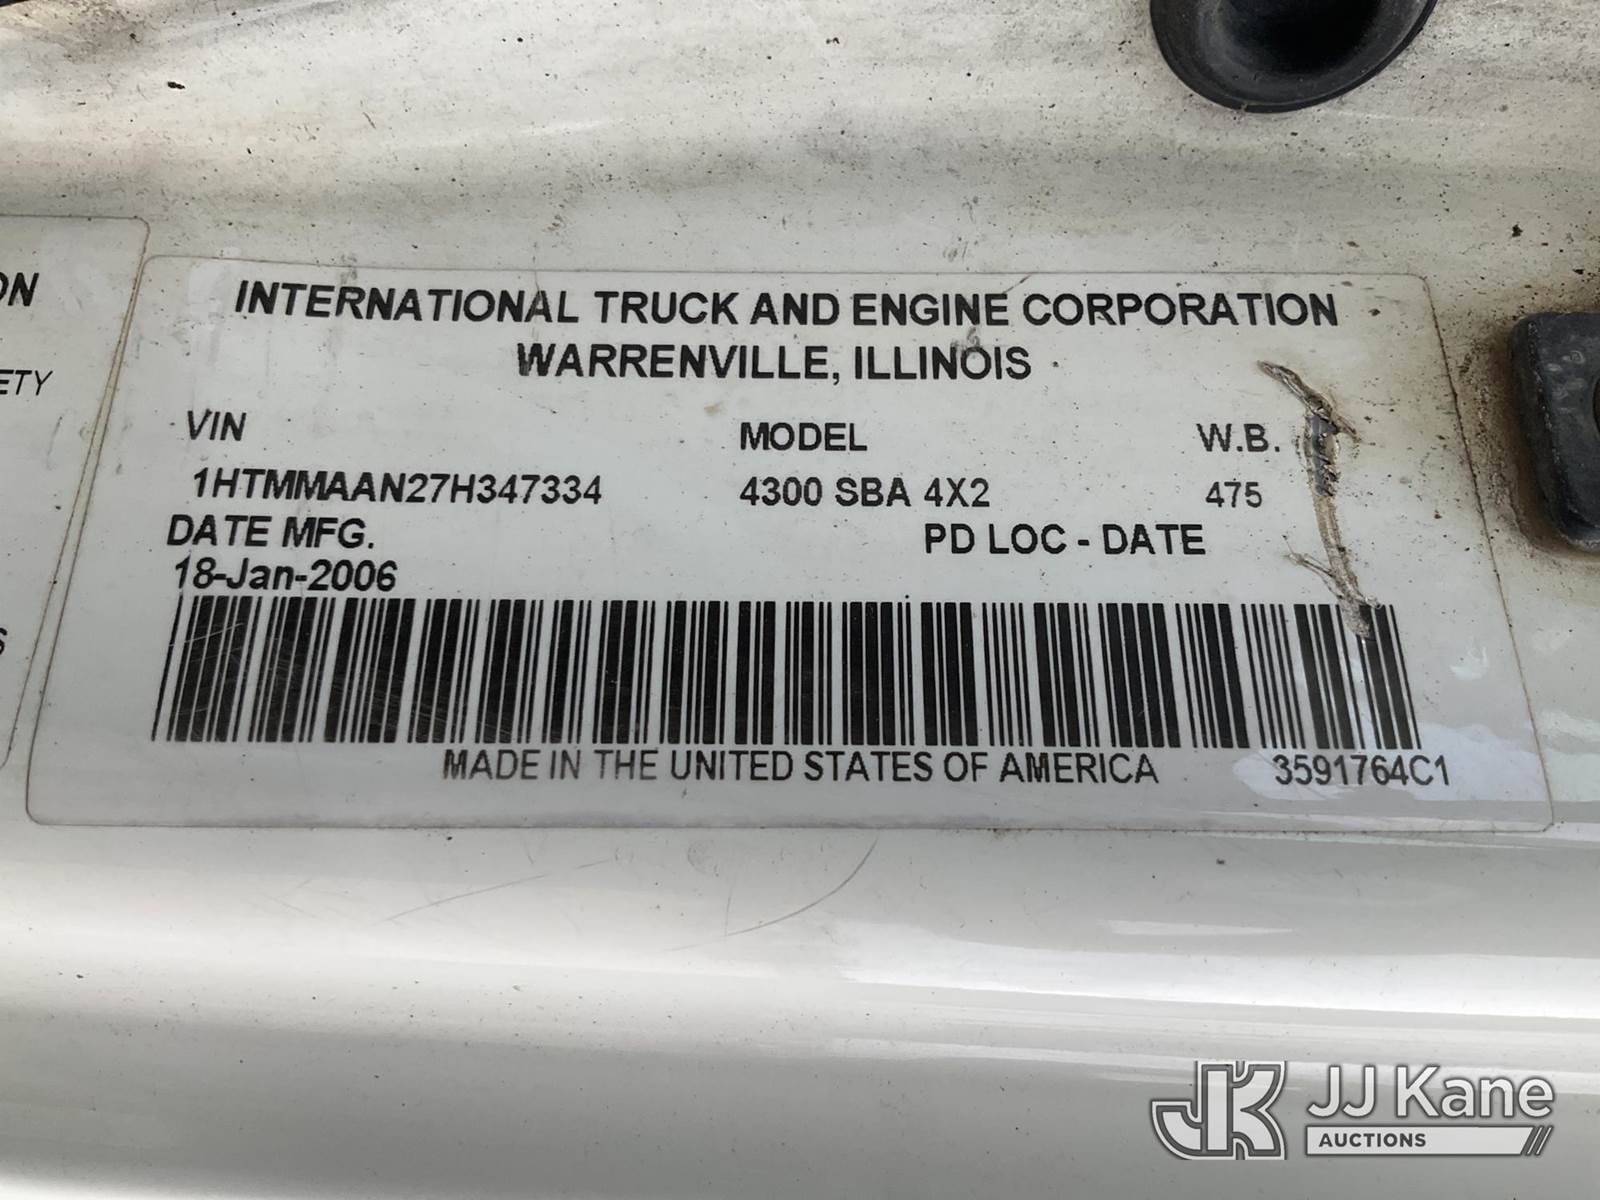 ON
ETY
S
INTERNATIONAL TRUCK AND ENGINE CORPORATION
WARRENVILLE, ILLINOIS
VIN MODEL W.B.
1HTMMAAN27H347334 4300 SBA 4X2 475
DATE MFG. PD LOC - DATE
18-Jan-2006
MADE IN THE UNITED STATES OF AMERICA 3591764C1
JK JJ Kane
AUCTIONS